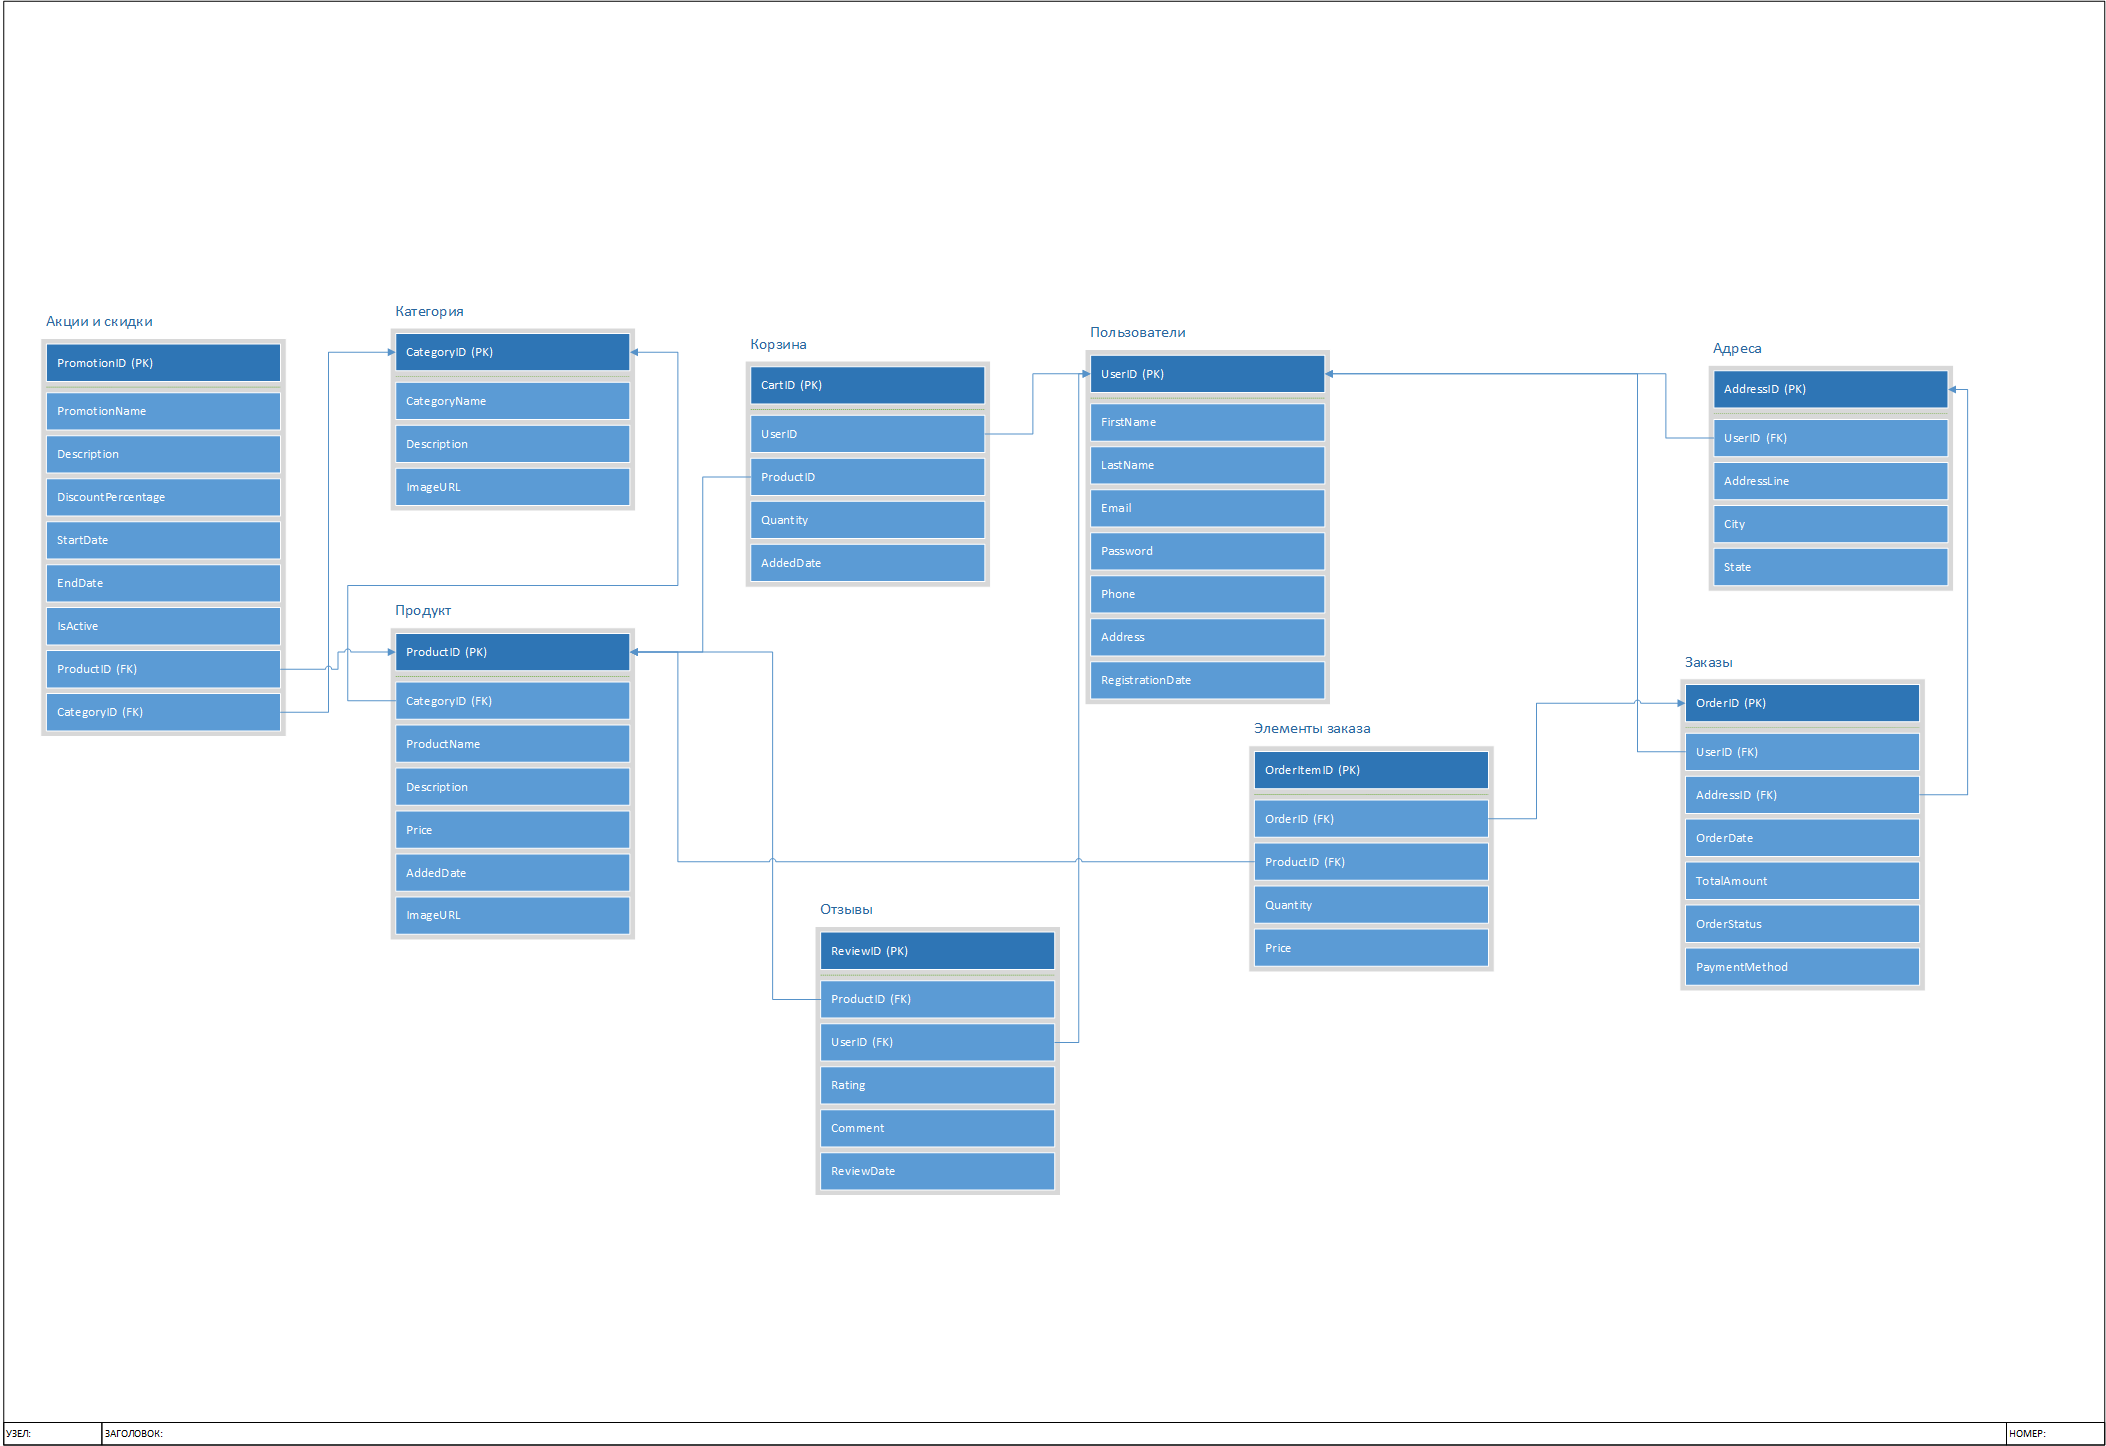 Акции и скидки
PromotionID (PK)
PromotionName
Description
DiscountPercentage
StartDate
EndDate
IsActive
ProductID (FK)
CategoryID (FK)
Категория
CategoryID (PK)
CategoryName
Description
ImageURL
Продукт
ProductID (PK)
CategoryID (FK)
ProductName
Description
Price
AddedDate
ImageURL
Корзина
CartID (PK)
UserID
ProductID
Quantity
AddedDate
Отзывы
ReviewID (PK)
ProductID (FK)
UserID (FK)
Rating
Comment
ReviewDate
Пользователи
UserID (PK)
FirstName
LastName
Email
Password
Phone
Address
RegistrationDate
Элементы заказа
OrderItemID (PK)
OrderID (FK)
ProductID (FK)
Quantity
Price
Адреса
AddressID (PK)
UserID (FK)
AddressLine
City
State
Заказы
OrderID (PK)
UserID (FK)
AddressID (FK)
OrderDate
TotalAmount
OrderStatus
PaymentMethod
УЗЕЛ:
ЗАГОЛОВОК:
НОМЕР: